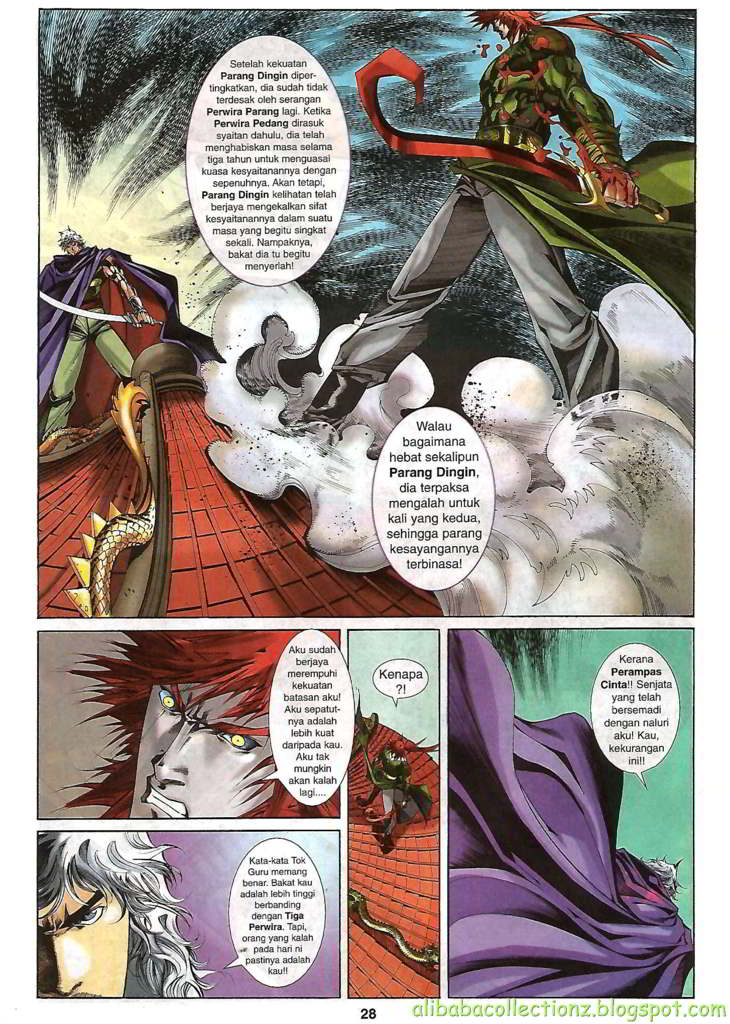 Setelah kekuatan
Parang Dingin diper-
tingkatkan, dia sudah tidak
terdesak oleh serangan
Perwira Parang lagi. Ketika
Perwira Pedang dirasuk
syaitan dahulu, dia telah
menghabiskan masa selama
tiga tahun untuk menguasai
kuasa kesyaitanannya dengan
sepenuhnya. Akan tetapi,
Parang Dingin kelihatan telah
berjaya mengekalkan sifat
kesyaitanannya dalam suatu
masa yang begitu singkat
sekali. Nampaknya,
bakat dia tu begitu
menyerlah!
Walau
bagaimana
hebat sekalipun
Parang Dingin,
dia terpaksa
mengalah untuk
kali yang kedua,
sehingga parang
kesayangannya
terbinasa!
Aku sudah
berjaya
merempuhi
kekuatan
batasan aku!
Aku sepatut-
nya adalah
lebih kuat
daripada kau.
Aku tak
mungkin
akan kalah
lagi....
Kenapa
?!
Kerana
Perampas
Cinta!! Senjata
yang telah
bersemadi
dengan naluri
aku! Kau,
kekurangan
ini!!
Kata-kata Tok
Guru memang
benar. Bakat kau
adalah lebih tinggi
berbanding
dengan Tiga
Perwira. Tapi,
orang yang kalah
pada hari ni
pastinya adalah
kau!!
28
alibabacollectionz.blogspot.com